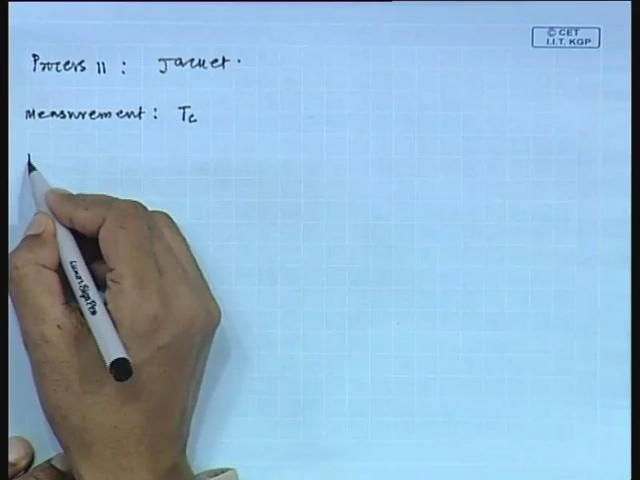 © CET
I.I.T. KGP
Process II : Jacket.
Measurement : Tc